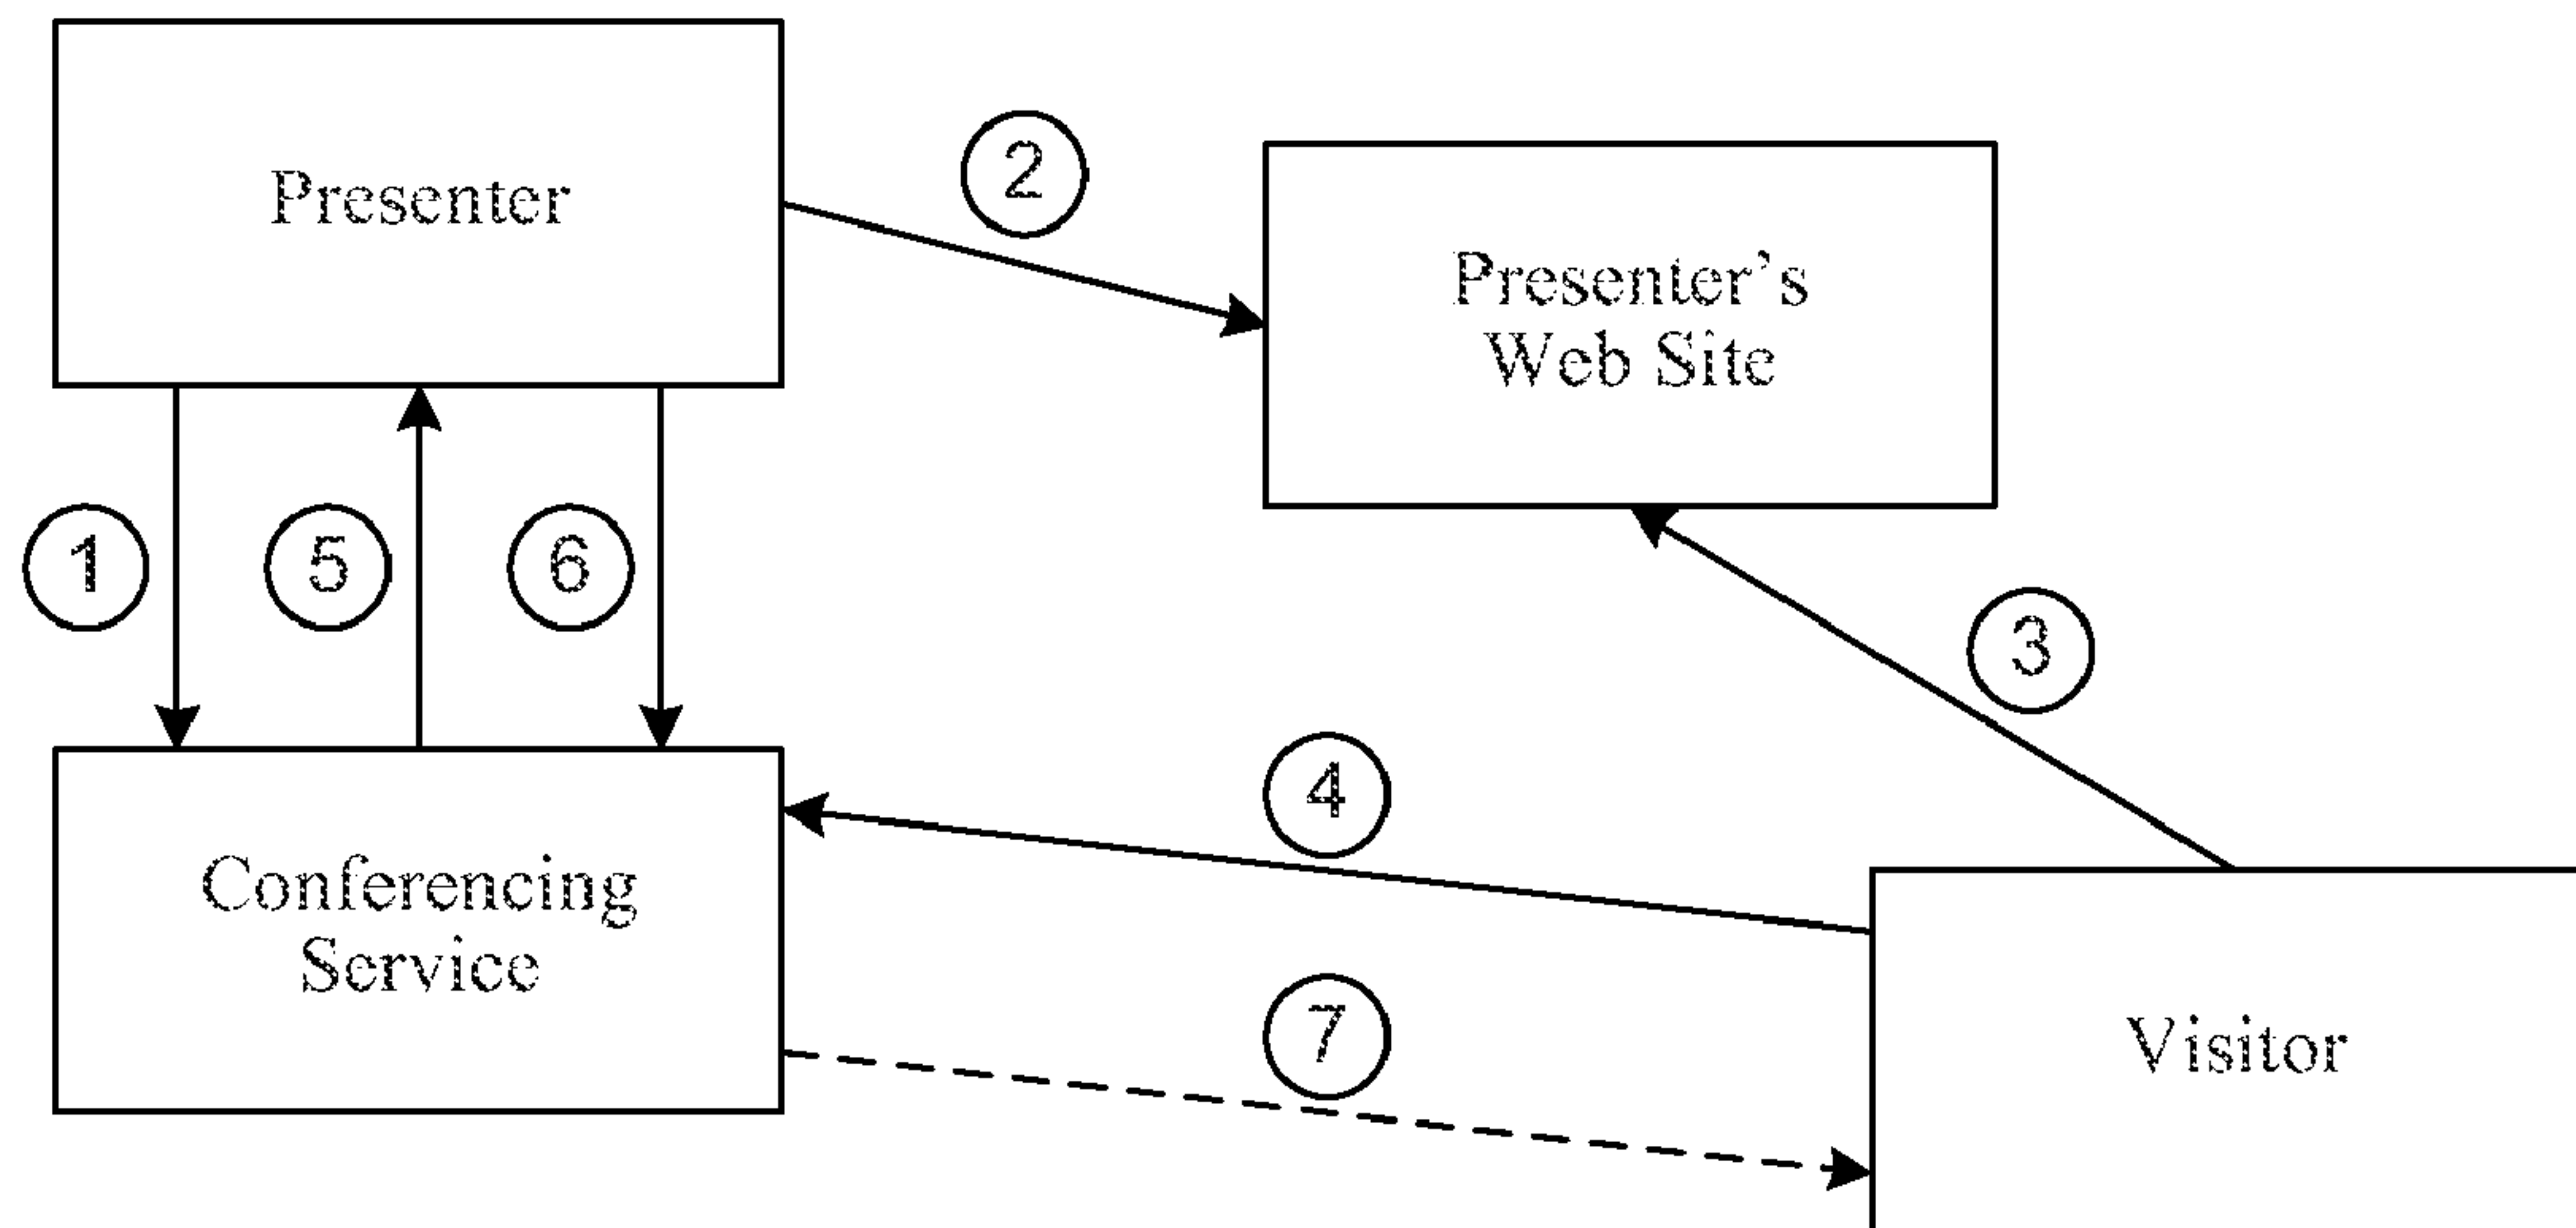 Presenter
2
Presenter’s
Web Site
1
5
6
3
4
Conferencing
Service
7
Visitor